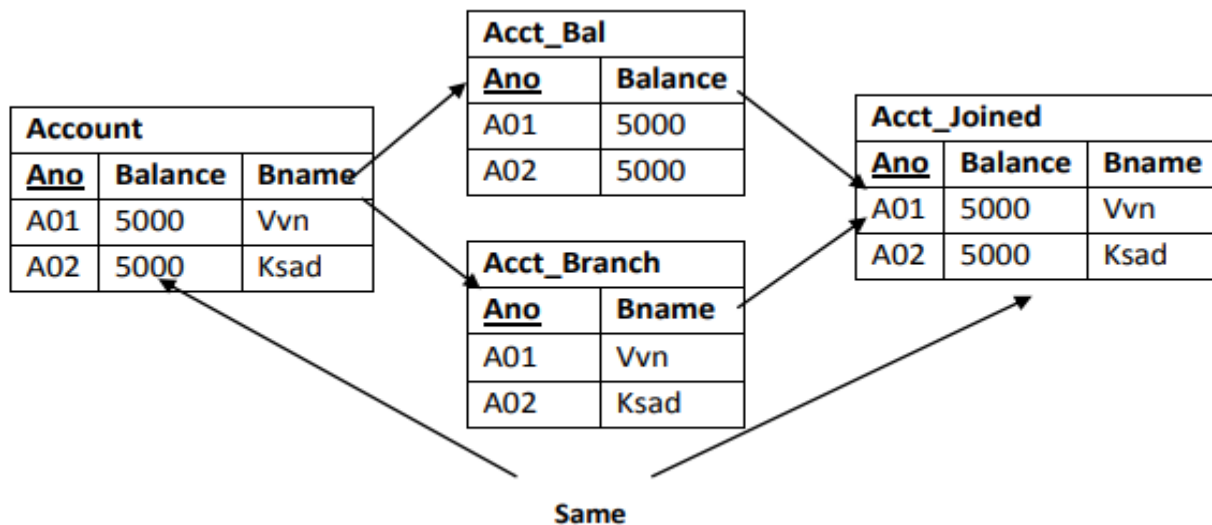 Account
Ano Balance Bname
A01 5000 Vvn
A02 5000 Ksad
Acct_Bal
Ano Balance
A01 5000
A02 5000
Acct_Branch
Ano Bname
A01 Vvn
A02 Ksad
Acct_Joined
Ano Balance Bname
A01 5000 Vvn
A02 5000 Ksad
Same